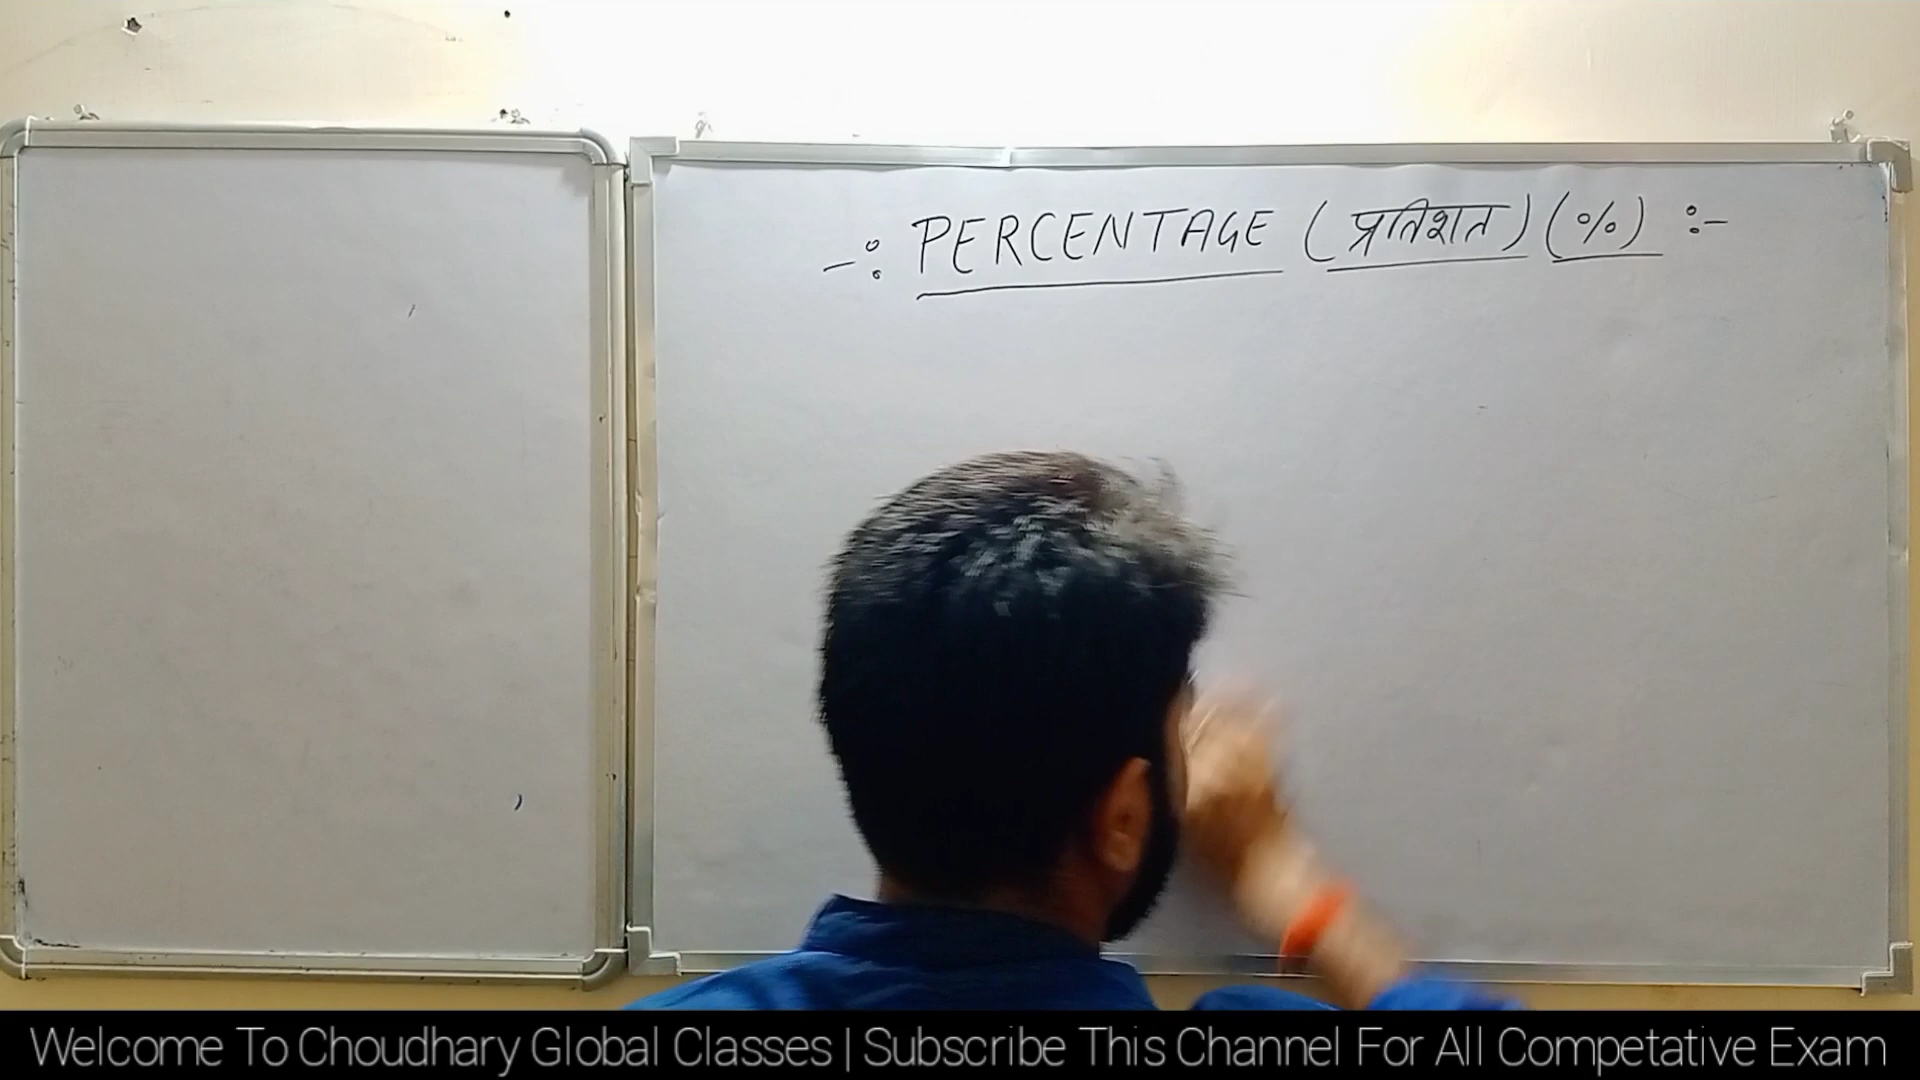 -: PERCENTAGE (प्रतिशत) (%) :-
Welcome To Choudhary Global Classes | Subscribe This Channel For All Competative Exam